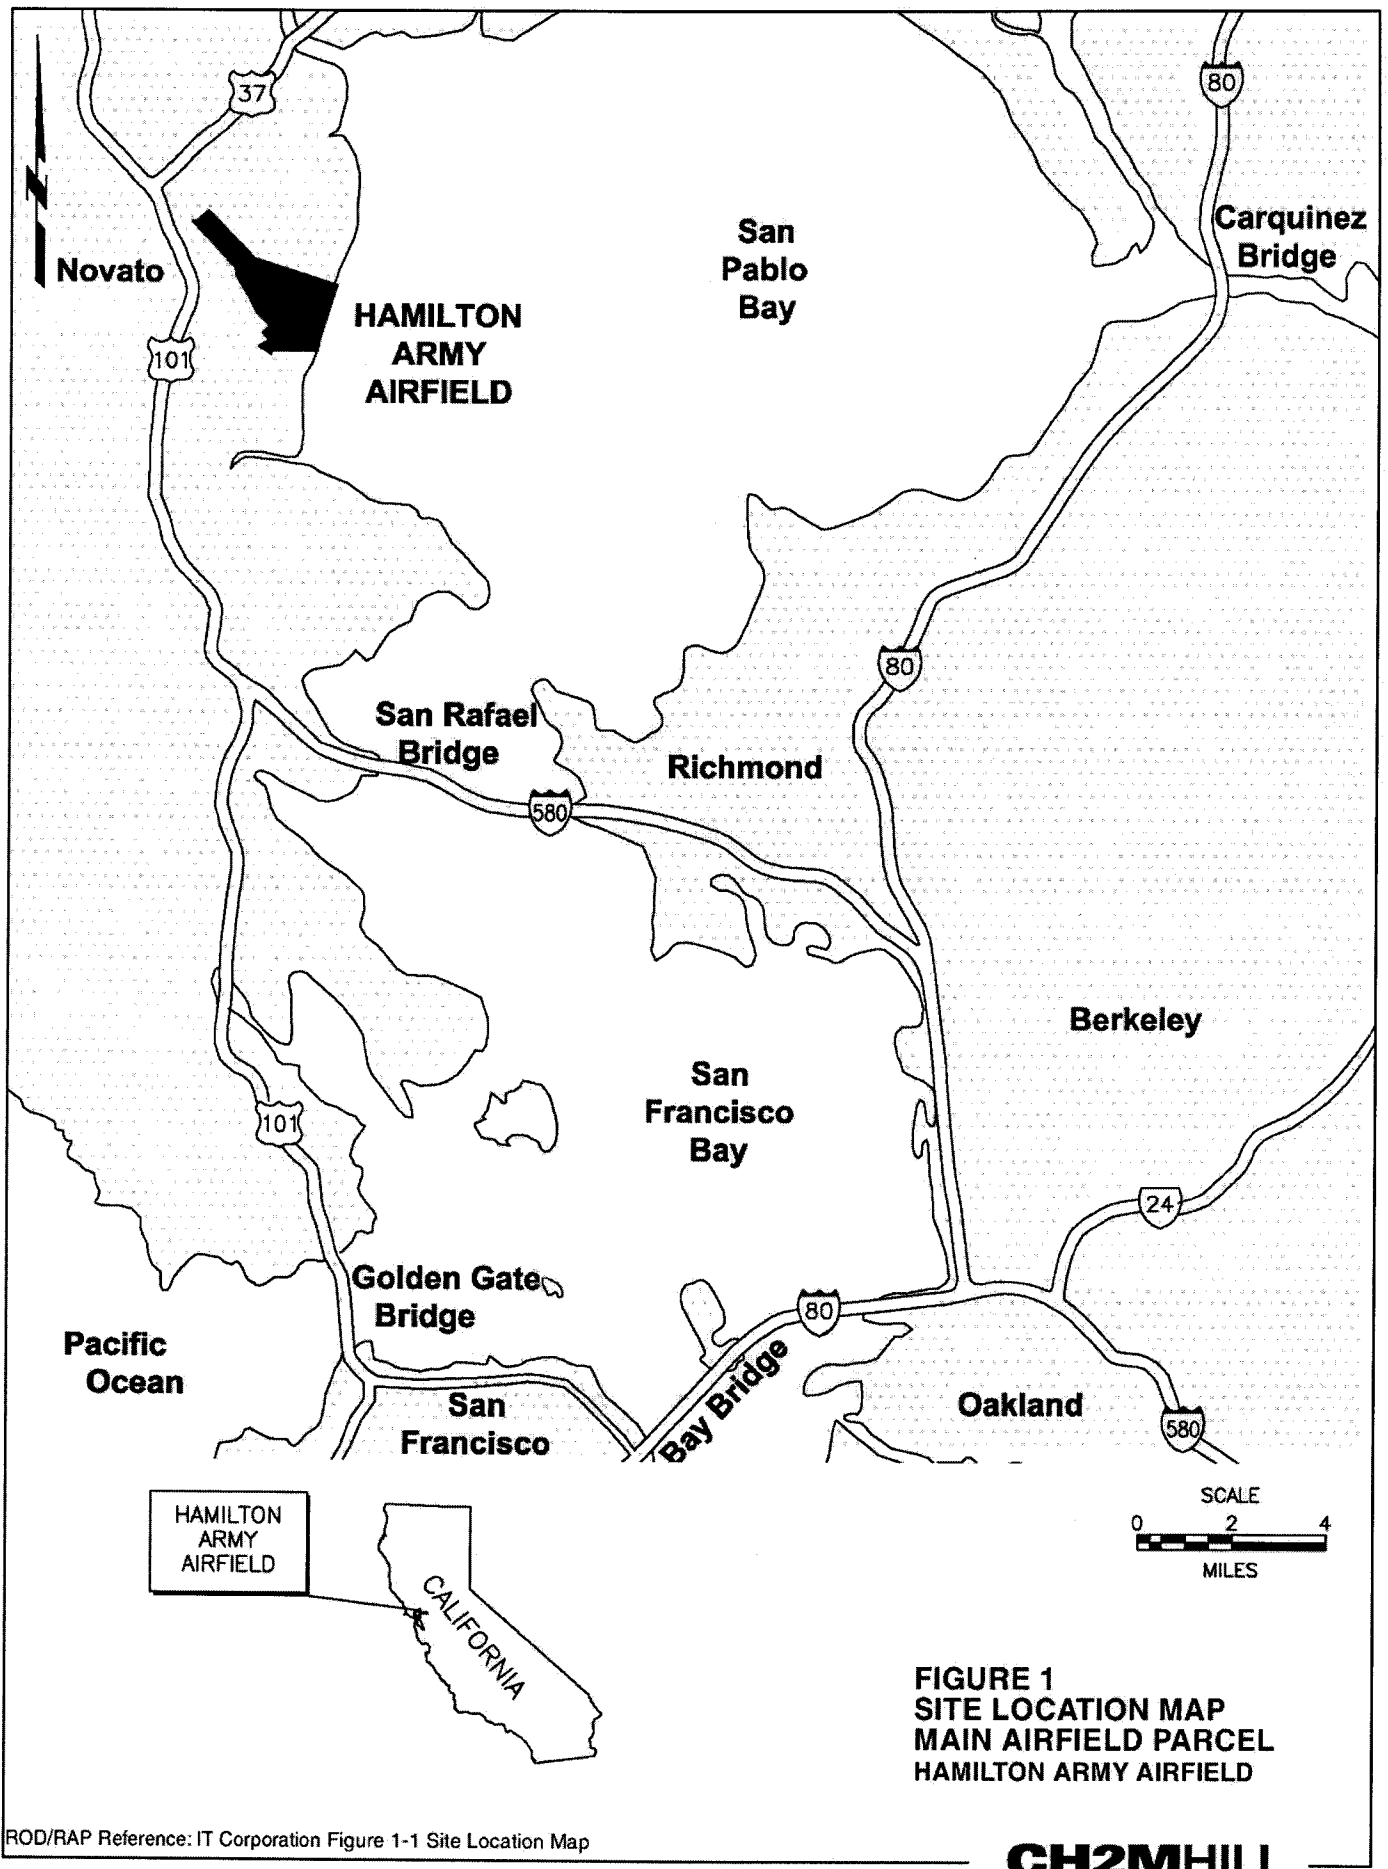 37
80
Carquinez
Bridge
San
Pablo
Bay
Novato
HAMILTON
ARMY
AIRFIELD
101
80
San Rafael
Bridge
Richmond
580
Berkeley
San
Francisco
Bay
101
24
Golden Gate
Bridge
80
Pacific
Ocean
Bay Bridge
San
Francisco
Oakland
580
HAMILTON
ARMY
AIRFIELD
CALIFORNIA
SCALE
0 2 4
MILES
FIGURE 1
SITE LOCATION MAP
MAIN AIRFIELD PARCEL
HAMILTON ARMY AIRFIELD
ROD/RAP Reference: IT Corporation Figure 1-1 Site Location Map
CH2MHILL